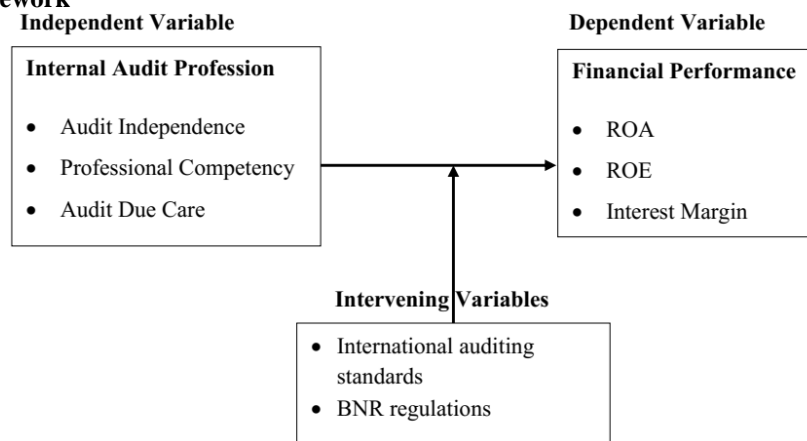 ework
Independent Variable
Dependent Variable
Internal Audit Profession
• Audit Independence
• Professional Competency
• Audit Due Care
Financial Performance
• ROA
• ROE
• Interest Margin
Intervening Variables
• International auditing
standards
• BNR regulations